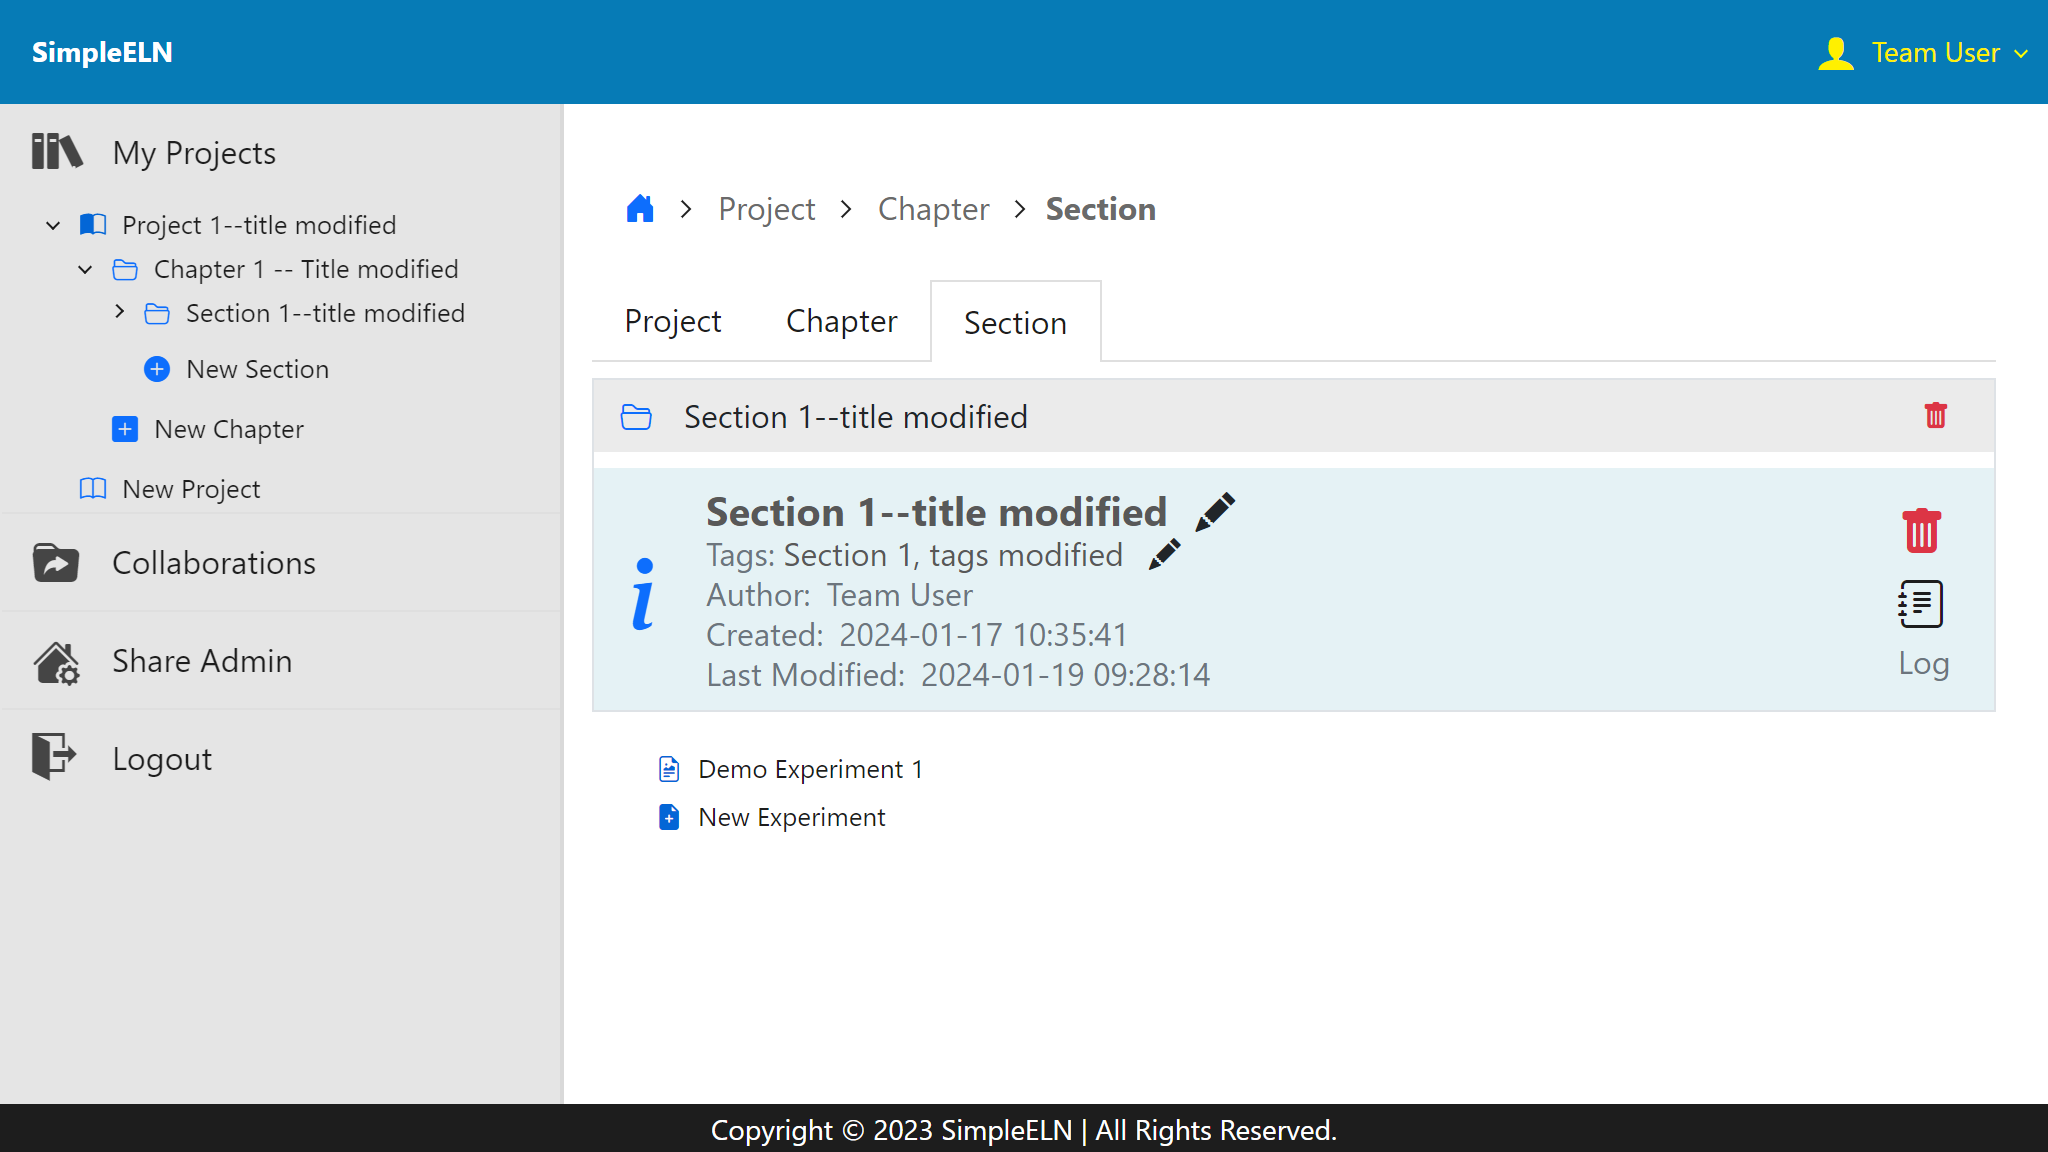 SimpleELN
Team User
My Projects
Project 1--title modified
Chapter 1 -- Title modified
Section 1--title modified
New Section
New Chapter
New Project
Collaborations
Share Admin
Logout
Project Chapter Section
Project Chapter Section
Section 1--title modified
Section 1--title modified
Tags: Section 1, tags modified
Author: Team User
Created: 2024-01-17 10:35:41
Last Modified: 2024-01-19 09:28:14
Log
Demo Experiment 1
New Experiment
Copyright © 2023 SimpleELN | All Rights Reserved.